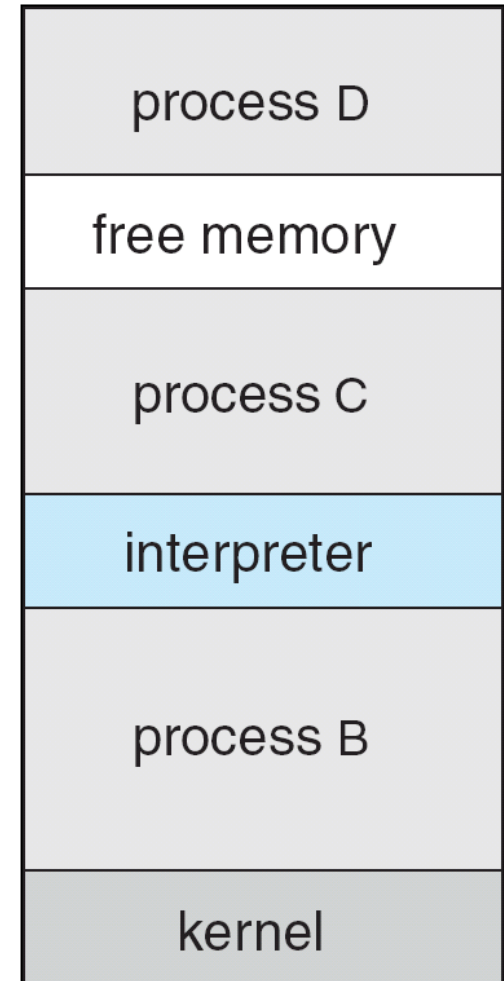 process D
free memory
process C
interpreter
process B
kernel